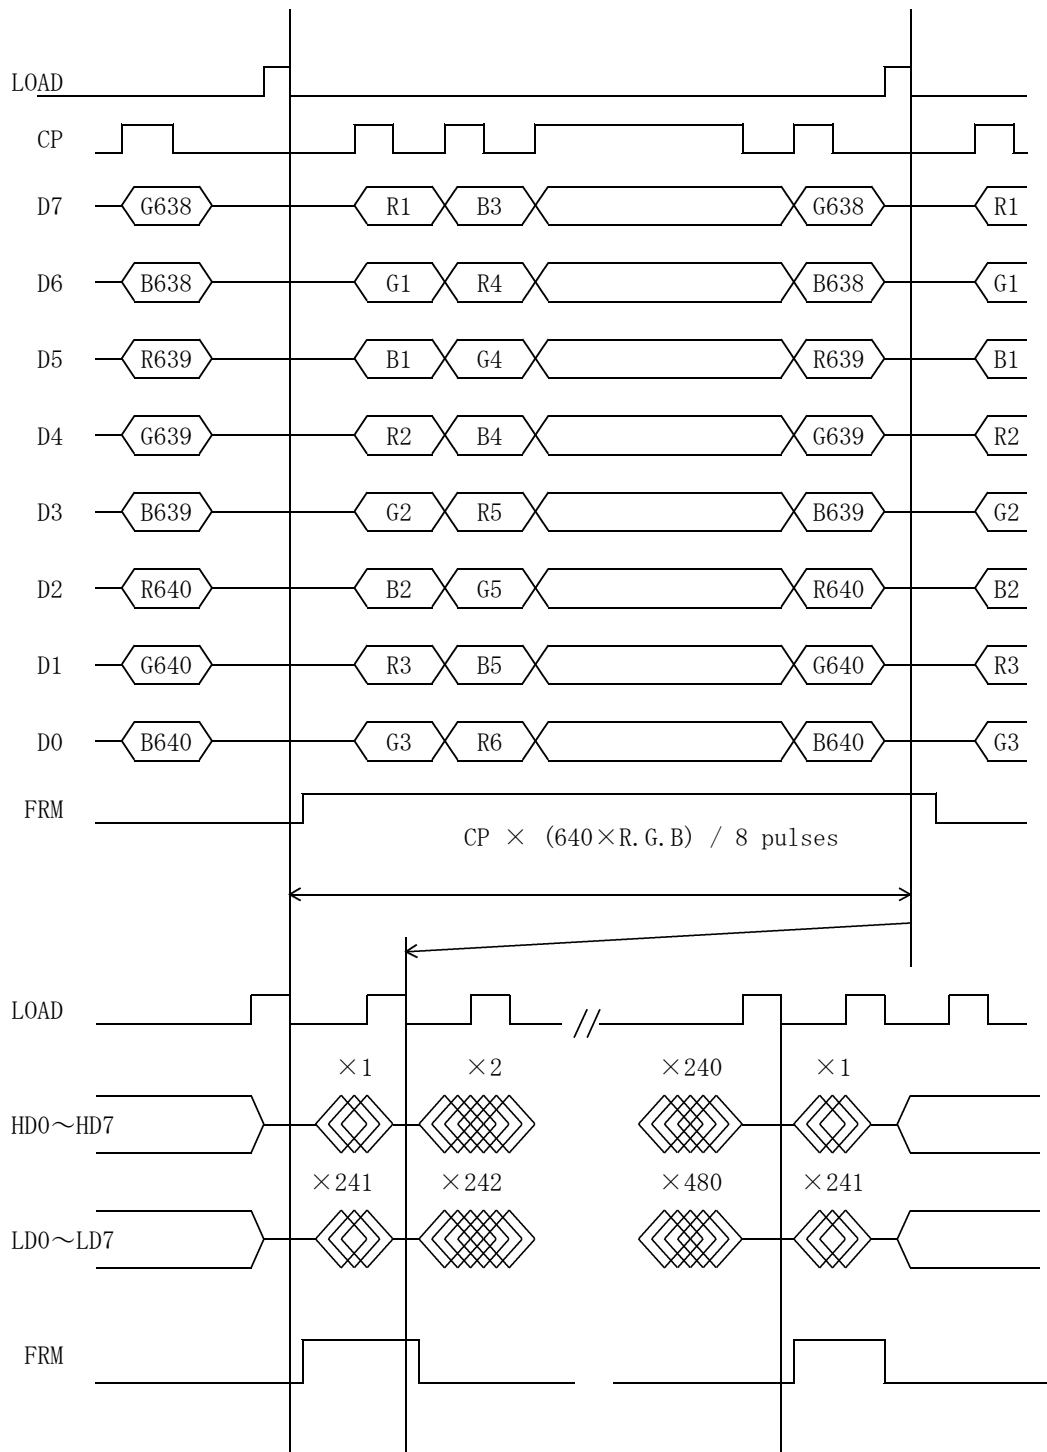 LOAD
CP
D7 G638 R1 B3 G638 R1
D6 B638 G1 R4 B638 G1
D5 R639 B1 G4 R639 B1
D4 G639 R2 B4 G639 R2
D3 B639 G2 R5 B639 G2
D2 R640 B2 G5 R640 B2
D1 G640 R3 B5 G640 R3
D0 B640 G3 R6 B640 G3
FRM
CP × (640×R.G.B) / 8 pulses
LOAD
//
×1 ×2 ×240 ×1
HD0～HD7
×241 ×242 ×480 ×241
LD0～LD7
FRM